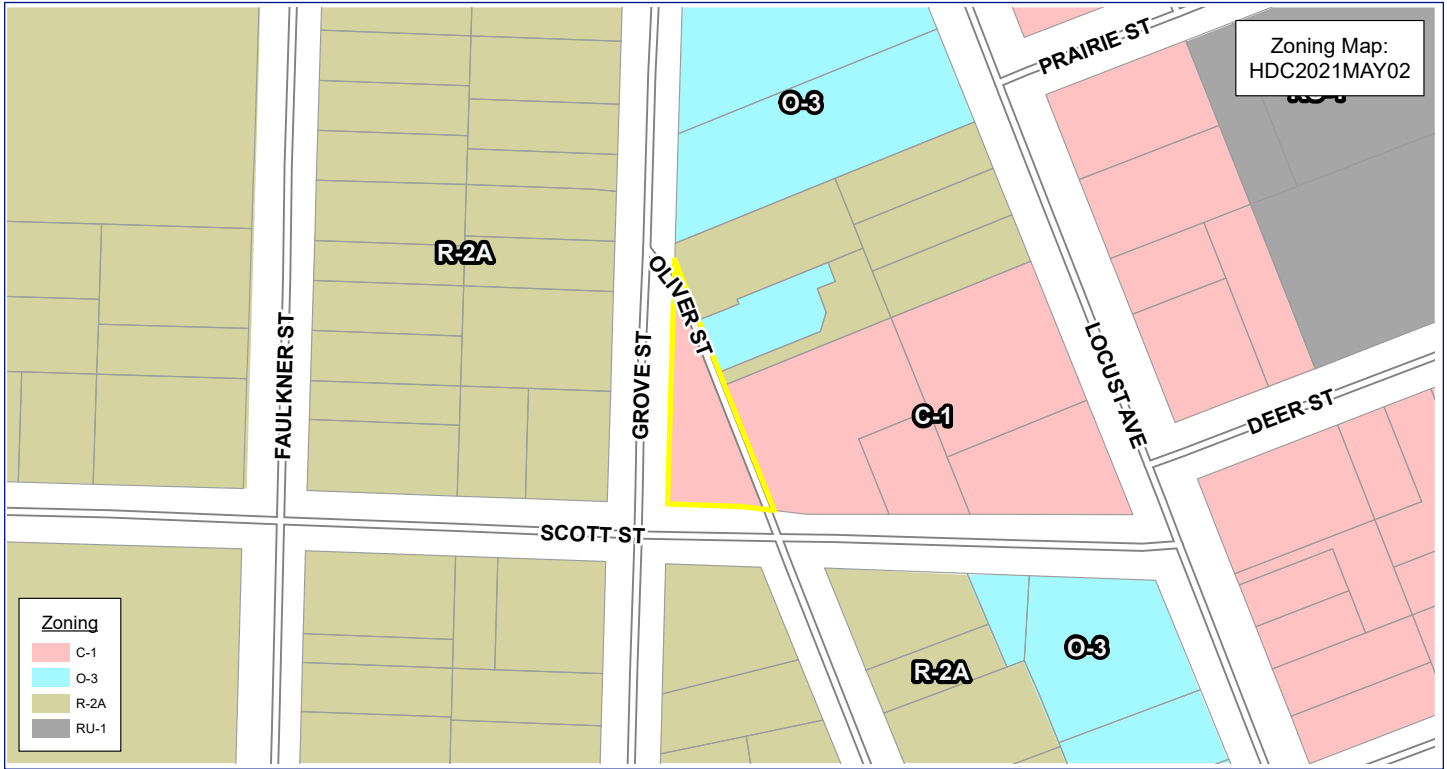 PRAIRIE ST
Zoning Map:
HDC2021MAY02
O-3
R-2A
OLIVER ST
FAULKNER ST
GROVE ST
LOCUST AVE
C-1
DEER ST
SCOTT ST
R-2A
O-3
Zoning
C-1
O-3
R-2A
RU-1